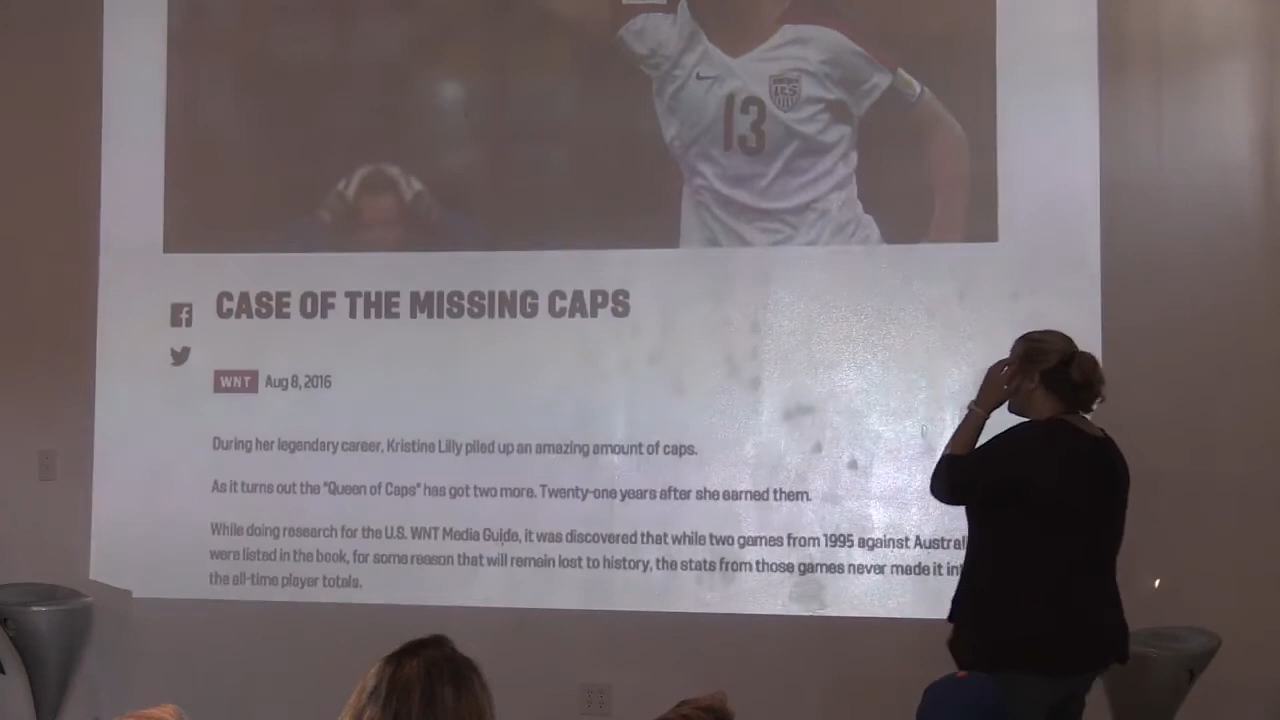 US
13
CASE OF THE MISSING CAPS
WNT Aug 8, 2016
During her legendary career, Kristine Lilly piled up an amazing amount of caps.
As it turns out the "Queen of Caps" has got two more. Twenty-one years after she earned them.
While doing research for the U.S. WNT Media Guide, it was discovered that while two games from 1995 against
were listed in the book, for some reason that will remain lost to history, the stats from those games never made it
the all-time player totals.